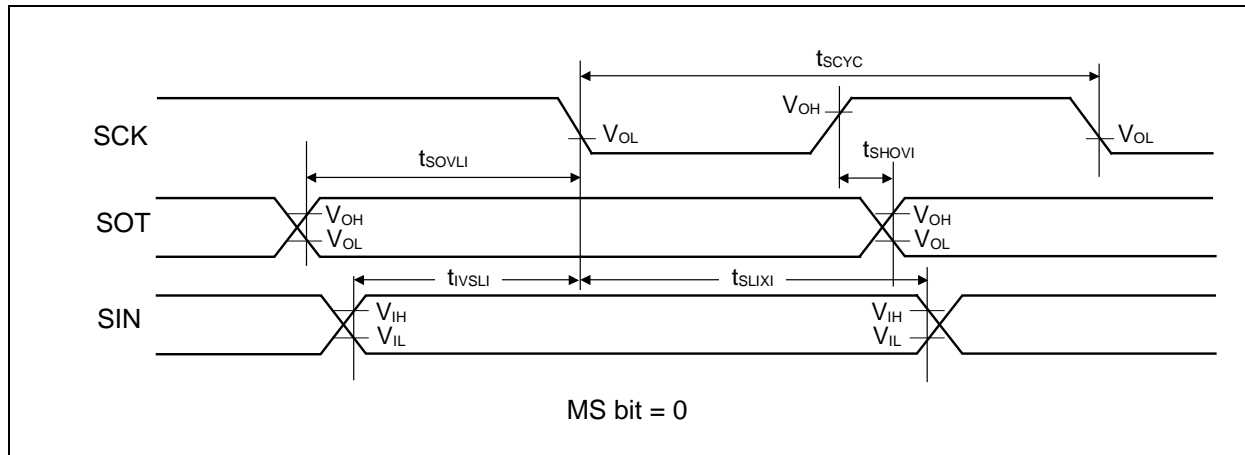 tSCYC
VOH
SCK
VOL
VOL
tSHOVI
tSOVLI
SOT
VOH
VOH
VOL
VOL
tIVSLI
tSLIXI
SIN
VIH
VIH
VIL
VIL
MS bit = 0